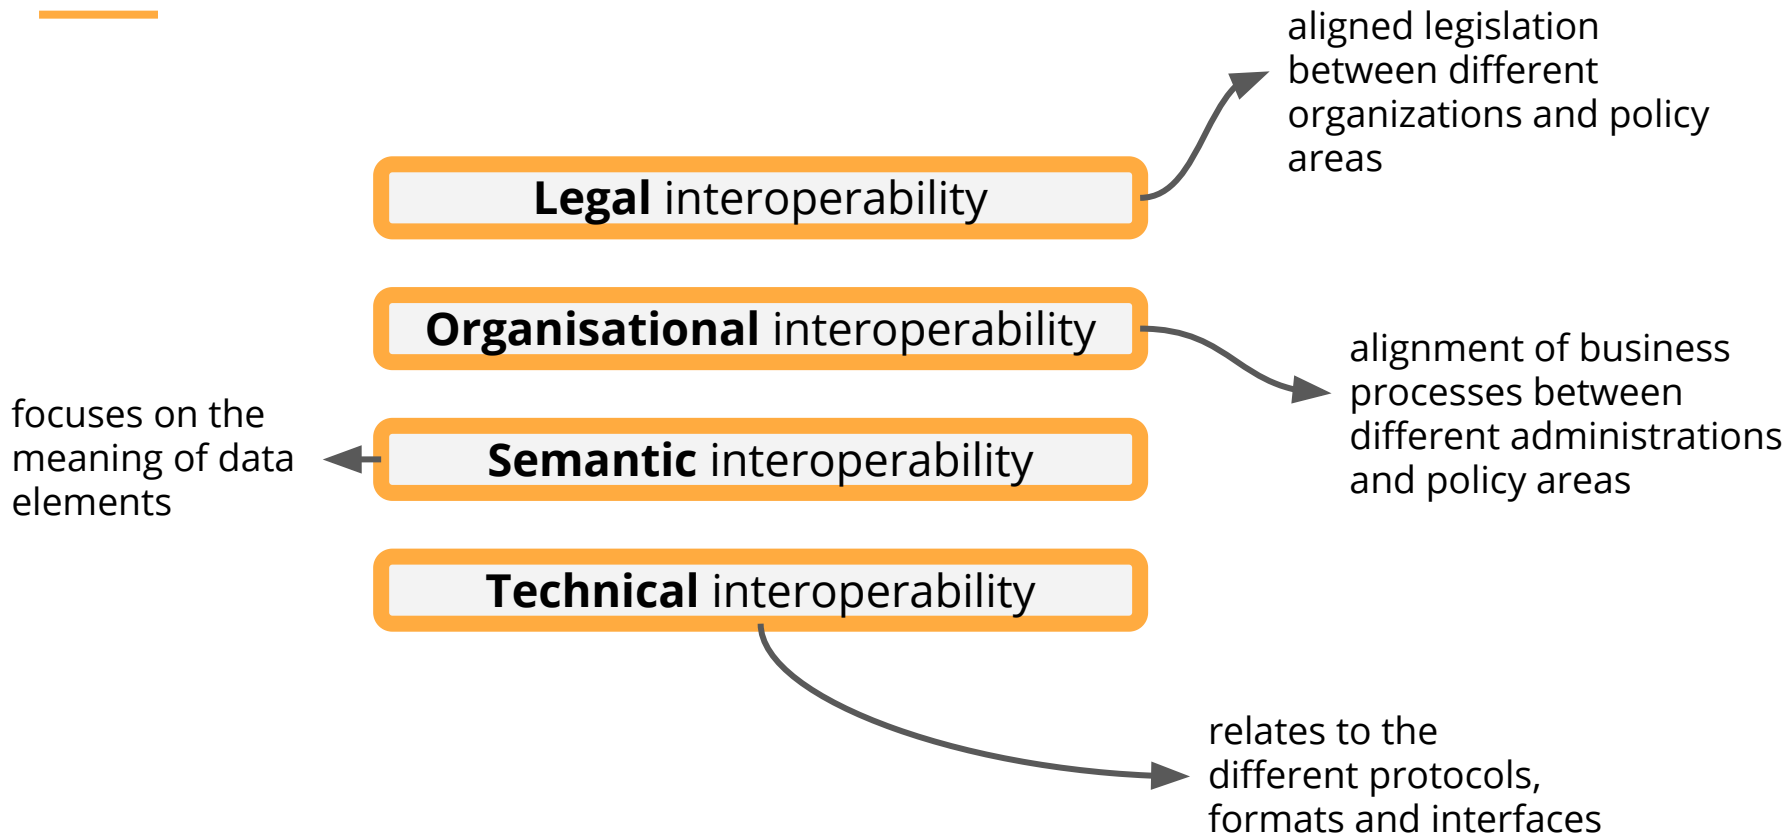 aligned legislation
between different
organizations and policy
areas
Legal interoperability
Organisational interoperability
alignment of business
processes between
different administrations
and policy areas
focuses on the
meaning of data
elements
Semantic interoperability
Technical interoperability
relates to the
different protocols,
formats and interfaces